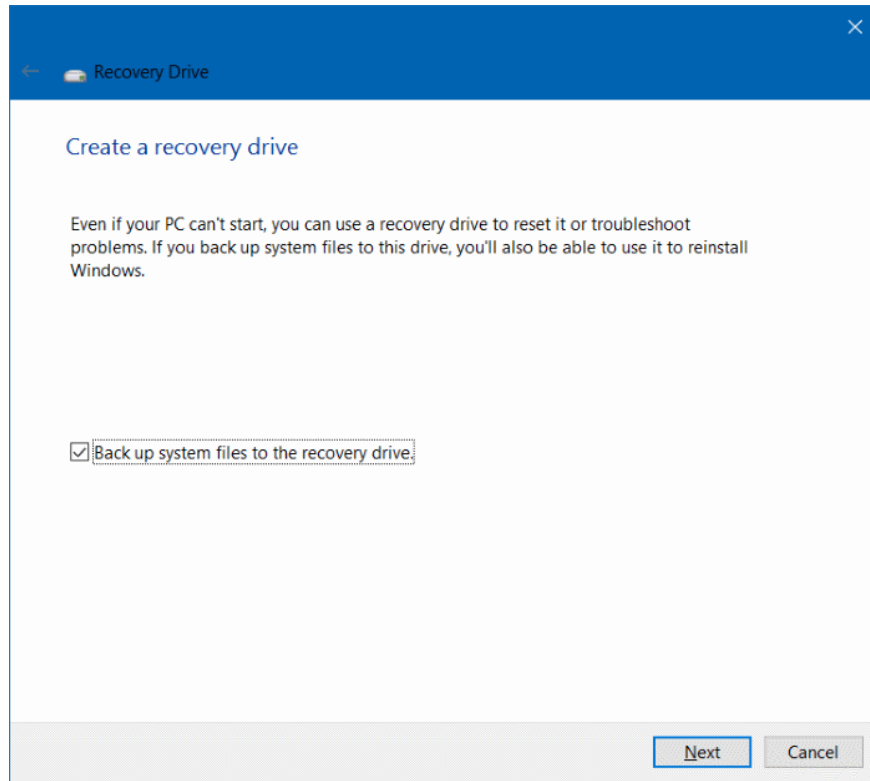 Recovery Drive
Create a recovery drive
Even if your PC can't start, you can use a recovery drive to reset it or troubleshoot
problems. If you back up system files to this drive, you'll also be able to use it to reinstall
Windows.
Back up system files to the recovery drive.
Next Cancel